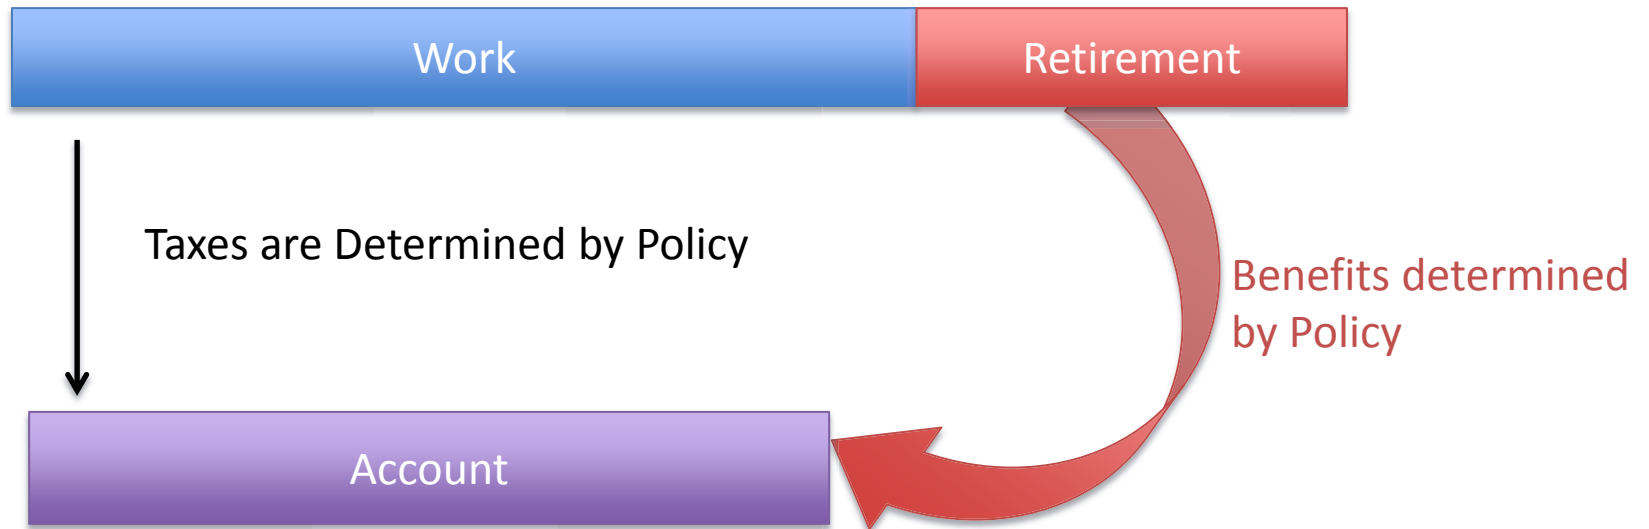 Work
Retirement
Taxes are Determined by Policy
Benefits determined
by Policy
Account